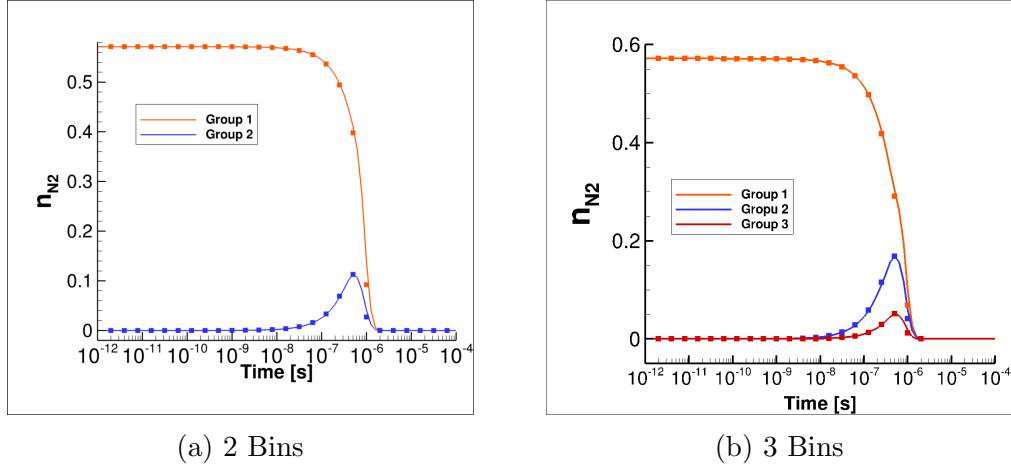 n_N2
0.5
0.4
0.3
0.2
0.1
0
Group 1
Group 2
10^-12 10^-11 10^-10 10^-9 10^-8 10^-7 10^-6 10^-5 10^-4
Time [s]
(a) 2 Bins
n_N2
0.6
0.4
0.2
0
Group 1
Gropu 2
Group 3
10^-12 10^-11 10^-10 10^-9 10^-8 10^-7 10^-6 10^-5 10^-4
Time [s]
(b) 3 Bins